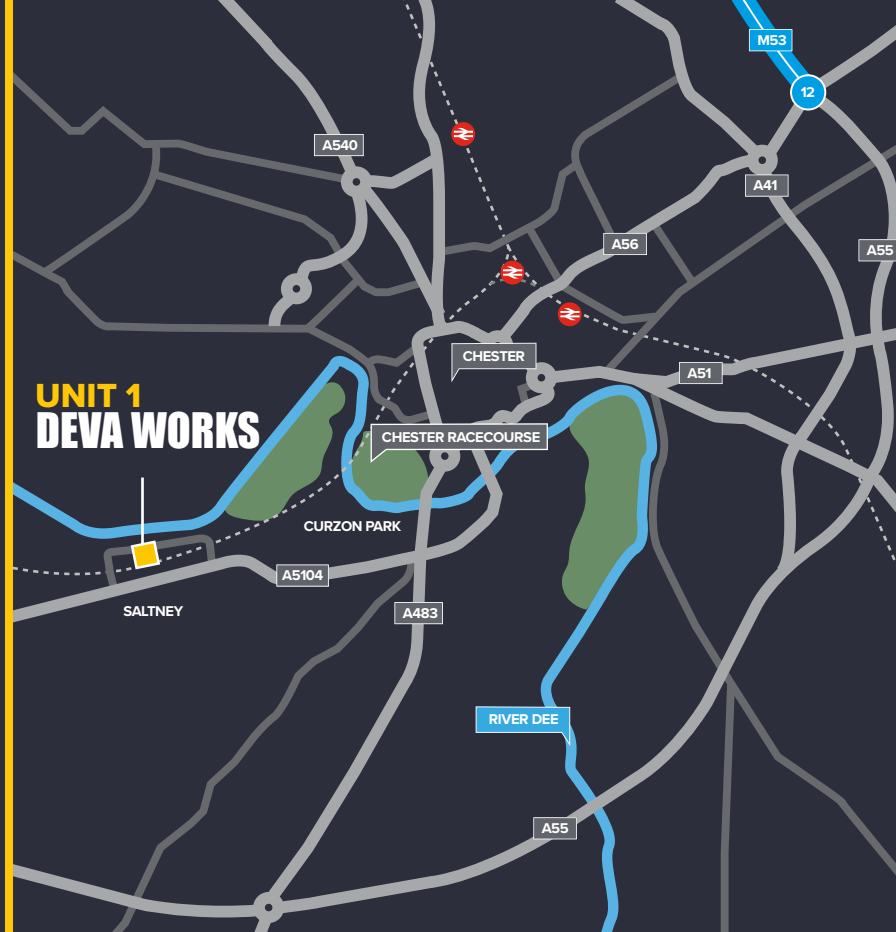 M53
12
A540
A41
A56
A55
CHESTER
A51
UNIT 1
DEVA WORKS
CHESTER RACECOURSE
CURZON PARK
A5104
SALTNEY
A483
RIVER DEE
A55